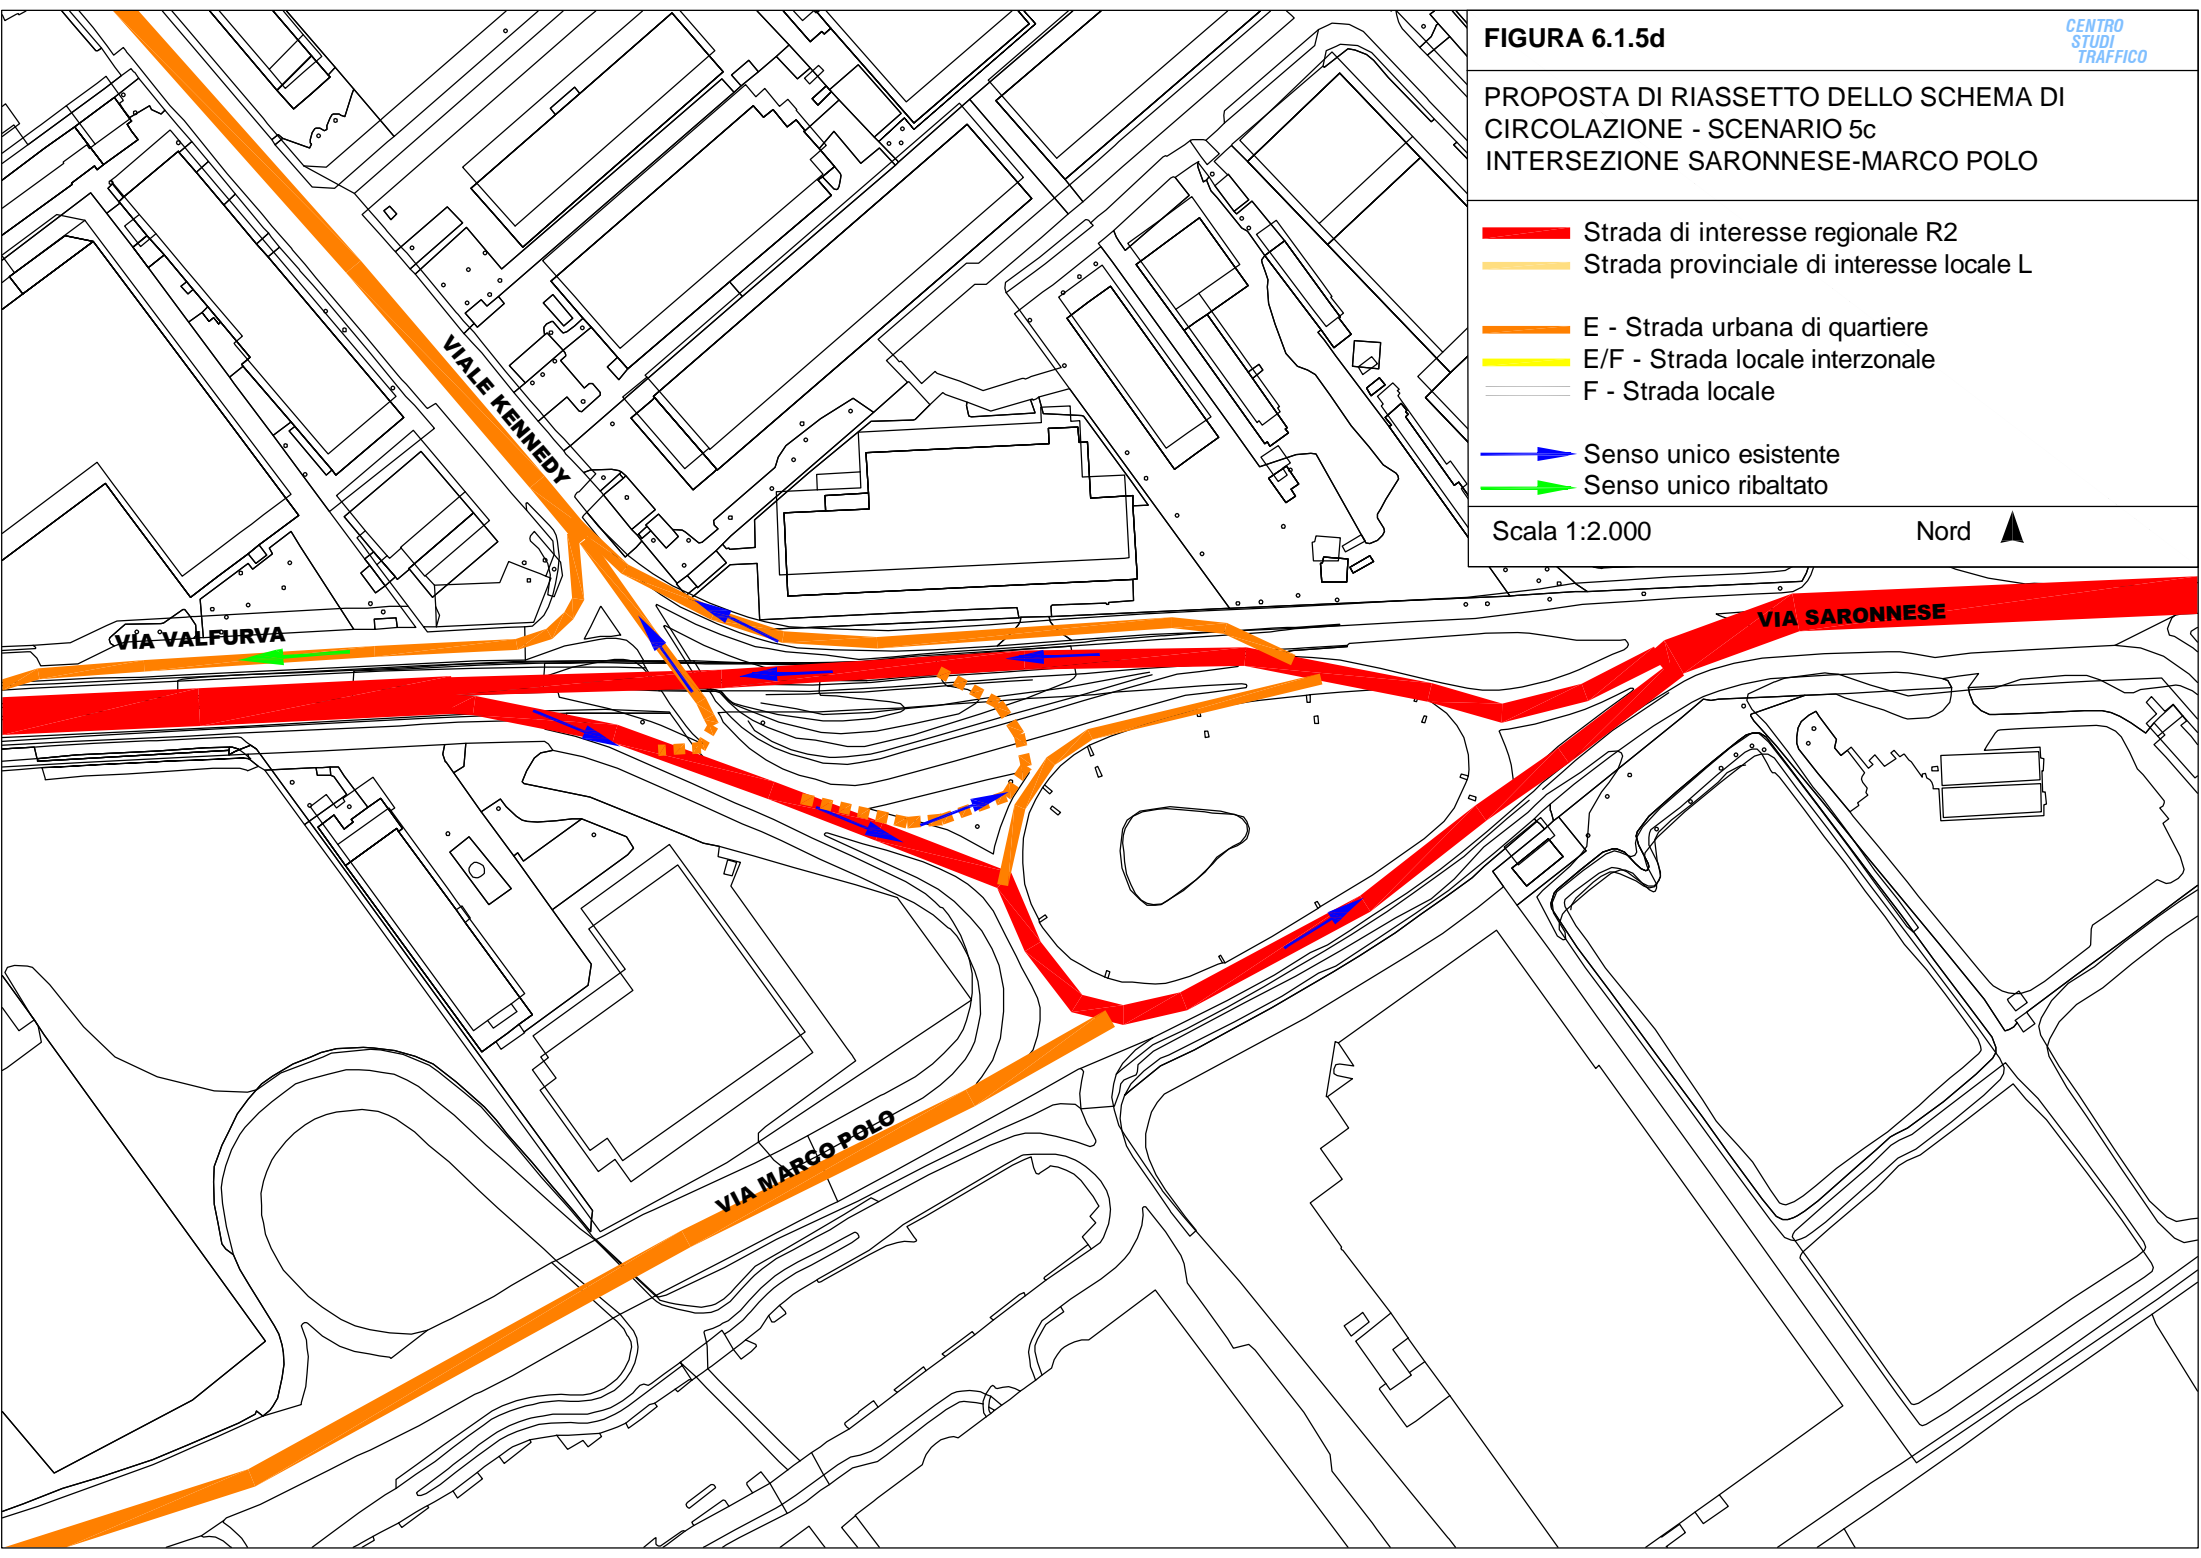 FIGURA 6.1.5d
CENTRO
STUDI
TRAFFICO
PROPOSTA DI RIASSETTO DELLO SCHEMA DI
CIRCOLAZIONE - SCENARIO 5c
INTERSEZIONE SARONNESE-MARCO POLO
Strada di interesse regionale R2
Strada provinciale di interesse locale L
E - Strada urbana di quartiere
E/F - Strada locale interzonale
F - Strada locale
Senso unico esistente
Senso unico ribaltato
Scala 1:2.000
Nord
VIALE KENNEDY
VIA VALFURVA
VIA SARONNESE
VIA MARCO POLO